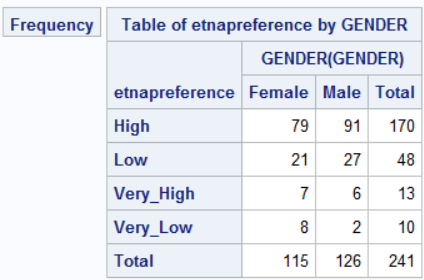 Frequency
Table of etnapreference by GENDER
GENDER(GENDER)
etnapreference Female Male Total
High 79 91 170
Low 21 27 48
Very_High 7 6 13
Very_Low 8 2 10
Total 115 126 241